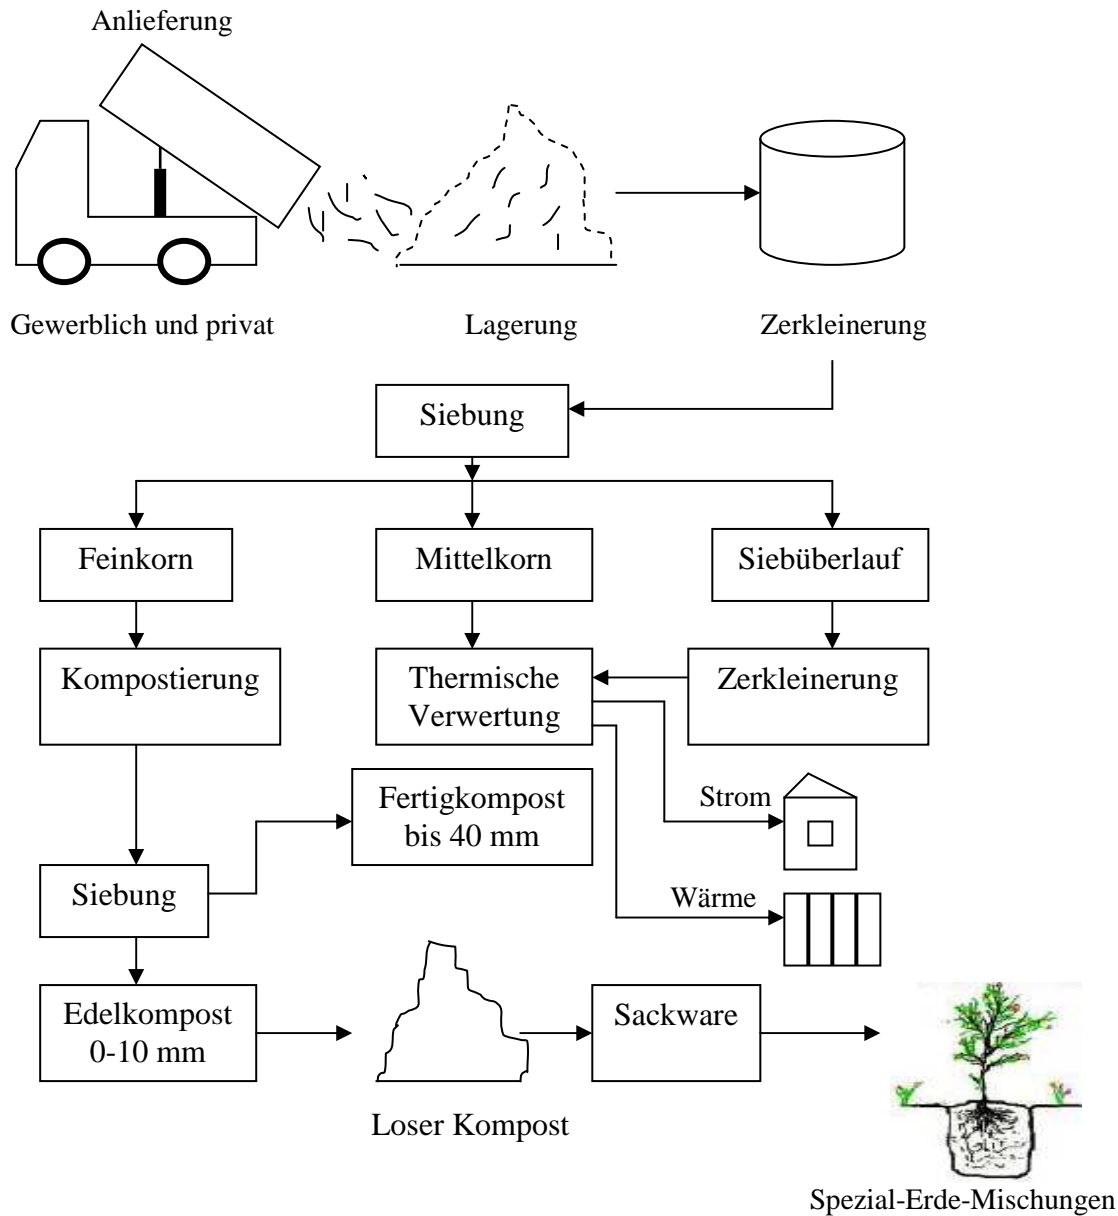 Anlieferung
Gewerblich und privat
Lagerung
Zerkleinerung
Siebung
Feinkorn
Mittelkorn
Siebüberlauf
Kompostierung
Thermische
Verwertung
Zerkleinerung
Fertigkompost
bis 40 mm
Strom
Siebung
Wärme
Edelkompost
0-10 mm
Sackware
Loser Kompost
Spezial-Erde-Mischungen